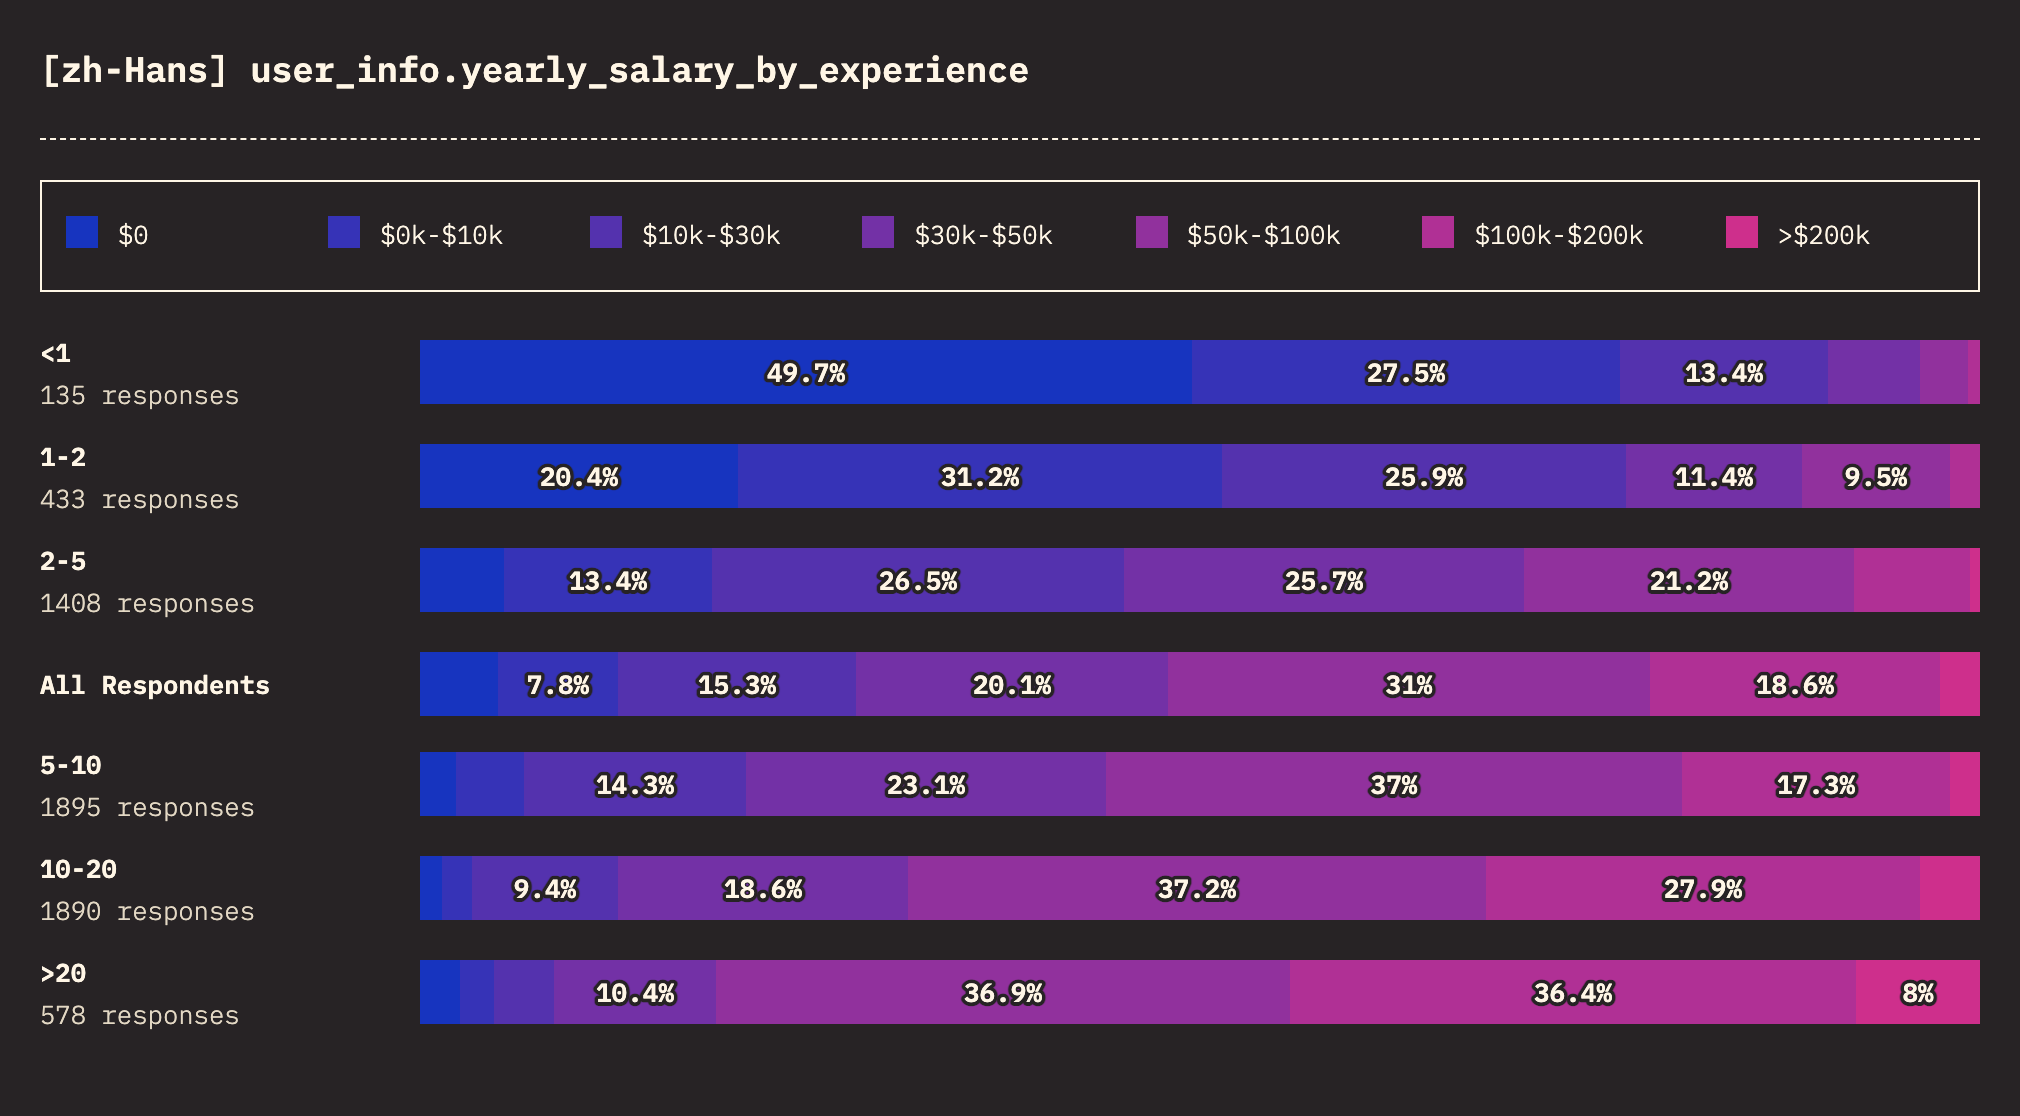 [zh-Hans] user_info.yearly_salary_by_experience
$0 $0k-$10k $10k-$30k $30k-$50k $50k-$100k $100k-$200k >$200k
<1
135 responses
49.7% 27.5% 13.4%
1-2
433 responses
20.4% 31.2% 25.9% 11.4% 9.5%
2-5
1408 responses
13.4% 26.5% 25.7% 21.2%
All Respondents
7.8% 15.3% 20.1% 31% 18.6%
5-10
1895 responses
14.3% 23.1% 37% 17.3%
10-20
1890 responses
9.4% 18.6% 37.2% 27.9%
>20
578 responses
10.4% 36.9% 36.4% 8%